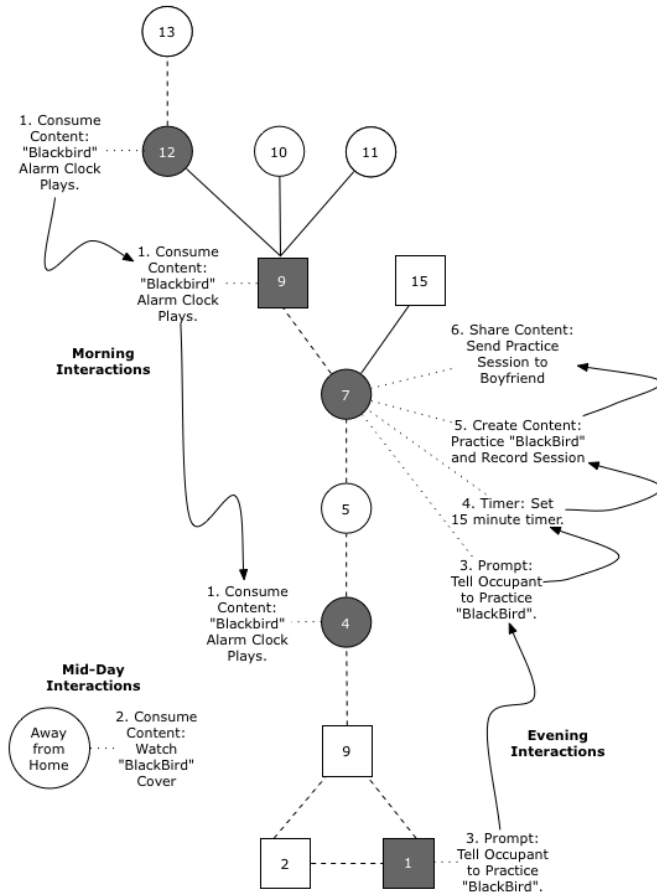 13
1. Consume
Content:
"Blackbird"
Alarm Clock
Plays.
12
10
11
1. Consume
Content:
"Blackbird"
Alarm Clock
Plays.
9
15
Morning
Interactions
6. Share Content:
Send Practice
Session to
Boyfriend
7
5. Create Content:
Practice "BlackBird"
and Record Session
5
4. Timer: Set
15 minute timer.
3. Prompt:
Tell Occupant
to Practice
"BlackBird".
1. Consume
Content:
"Blackbird"
Alarm Clock
Plays.
4
Mid-Day
Interactions
Away
from
Home
2. Consume
Content:
Watch
"BlackBird"
Cover
9
Evening
Interactions
2
1
3. Prompt:
Tell Occupant
to Practice
"BlackBird".